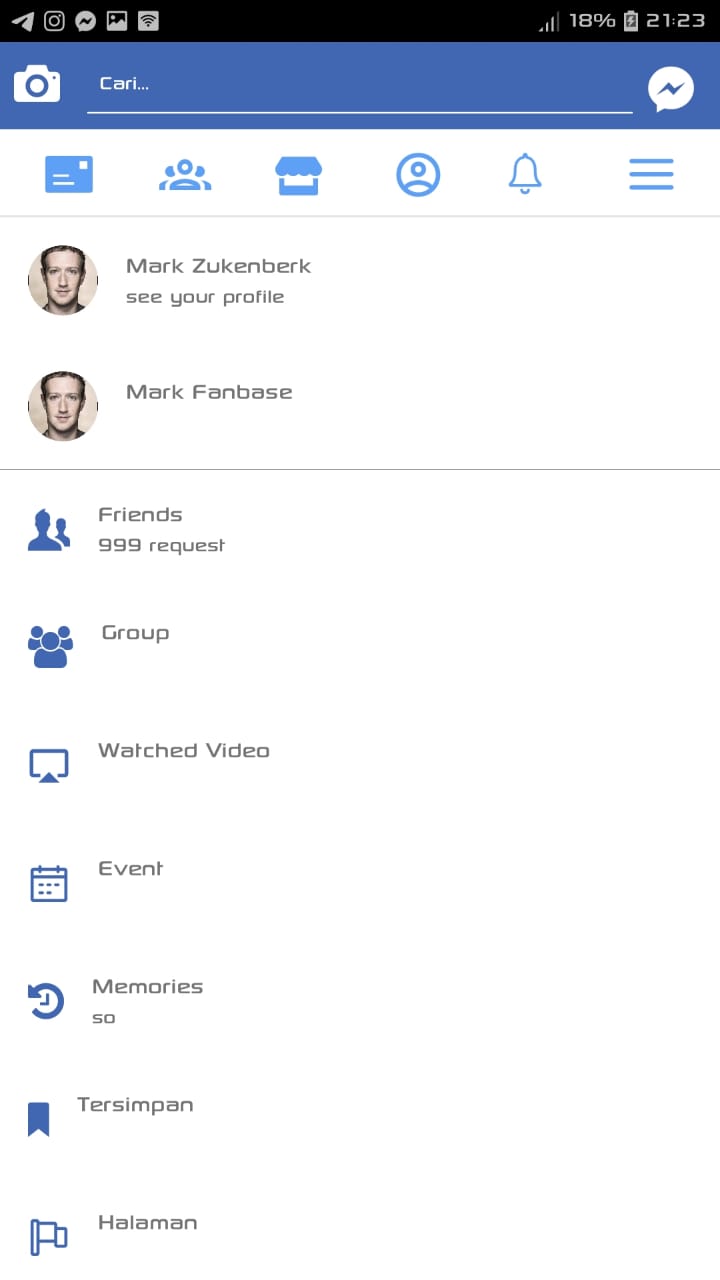 18% 21:23
Cari...
Mark Zukenberk
see your profile
Mark Fanbase
Friends
999 request
Group
Watched Video
Event
Memories
so
Tersimpan
Halaman